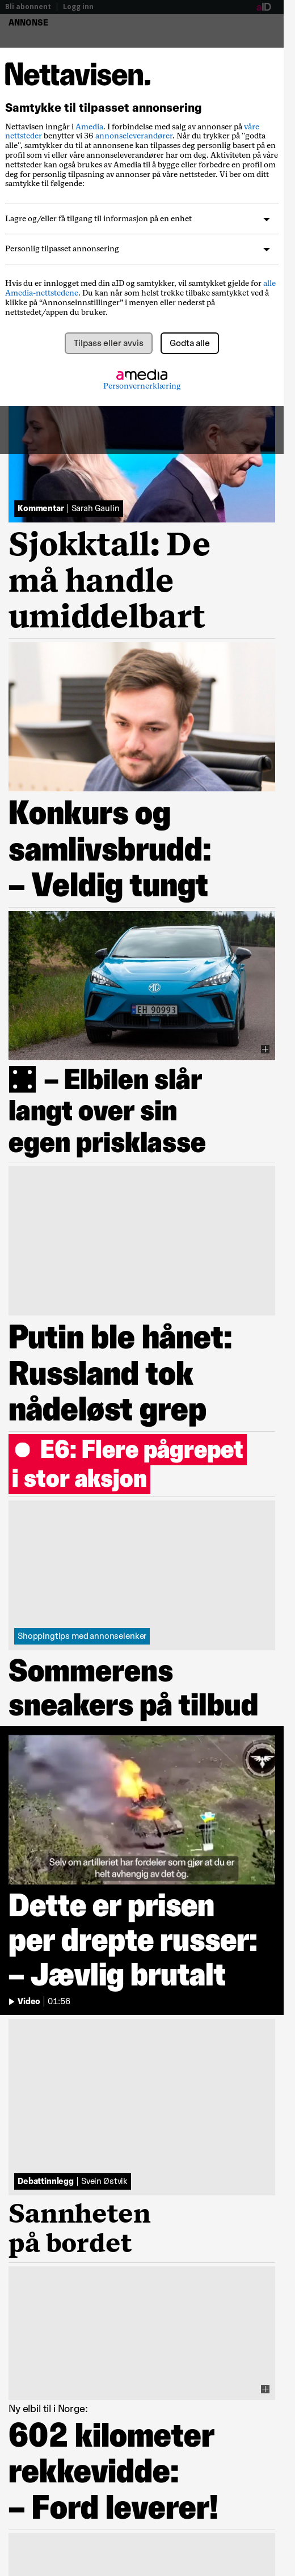 Bli abonnent | Logg inn aID
ANNONSE
Nettavisen.
Samtykke til tilpasset annonsering
Nettavisen inngår i Amedia. I forbindelse med salg av annonser på våre
nettsteder benytter vi 36 annonseleverandører. Når du trykker på "godta
alle", samtykker du til at annonsene kan tilpasses deg personlig basert på en
profil som vi eller våre annonseleverandører har om deg. Aktiviteten på våre
nettsteder kan også brukes av Amedia til å bygge eller forbedre en profil om
deg for personlig tilpasning av annonser på våre nettsteder. Vi ber om ditt
samtykke til følgende:
Lagre og/eller få tilgang til informasjon på en enhet
Personlig tilpasset annonsering
Hvis du er innlogget med din aID og samtykker, vil samtykket gjelde for alle
Amedia-nettstedene. Du kan når som helst trekke tilbake samtykket ved å
klikke på “Annonseinnstillinger” i menyen eller nederst på
nettstedet/appen du bruker.
Tilpass eller avvis
Godta alle
amedia
Personvernerklæring
Kommentar | Sarah Gaulin
Sjokktall: De
må handle
umiddelbart
Konkurs og
samlivsbrudd:
– Veldig tungt
MG
EH 90993
– Elbilen slår
langt over sin
egen prisklasse
Putin ble hånet:
Russland tok
nådeløst grep
E6: Flere pågrepet
i stor aksjon
Shoppingtips med annonselenker
Sommerens
sneakers på tilbud
Selv om artilleriet har fordeler som gjør at du er
helt avhengig av det òg.
Dette er prisen
per drepte russer:
– Jævlig brutalt
Video | 01:56
Debattinnlegg | Svein Østvik
Sannheten
på bordet
Ny elbil til i Norge:
602 kilometer
rekkevidde:
– Ford leverer!